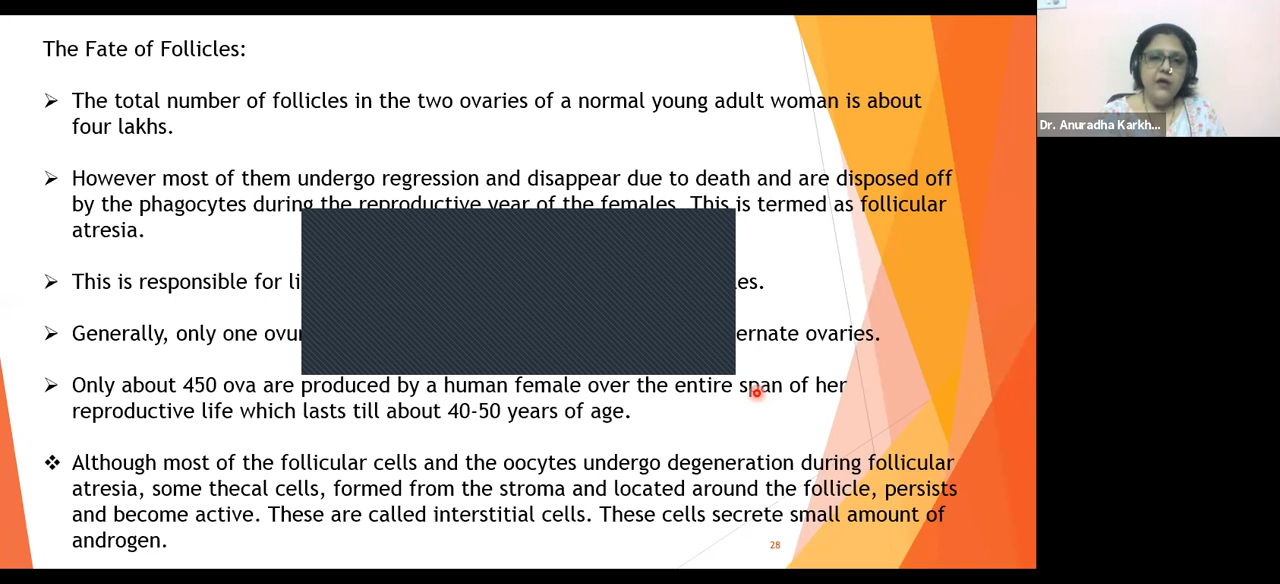 The Fate of Follicles:
➢ The total number of follicles in the two ovaries of a normal young adult woman is about
four lakhs.
➢ However most of them undergo regression and disappear due to death and are disposed off
by the phagocytes during the reproductive year of the females. This is termed as follicular
atresia.
➢ This is responsible for
➢ Generally, only one ovaries.
➢ Only about 450 ova are produced by a human female over the entire span of her
reproductive life which lasts till about 40-50 years of age.
❖ Although most of the follicular cells and the oocytes undergo degeneration during follicular
atresia, some thecal cells, formed from the stroma and located around the follicle, persists
and become active. These are called interstitial cells. These cells secrete small amount of
androgen.
28
Dr. Anuradha Karkh...